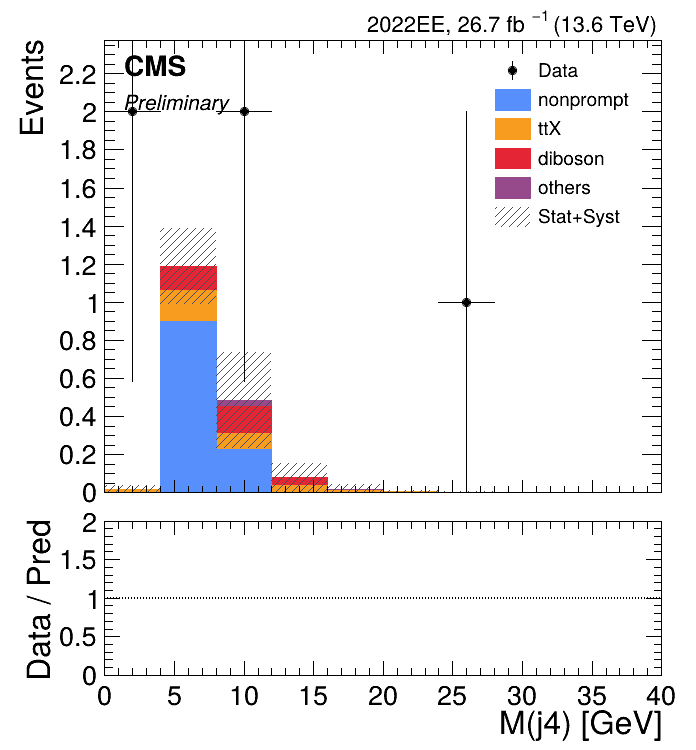 2022EE, 26.7 fb⁻¹ (13.6 TeV)
Events
CMS
Preliminary
Data
nonprompt
ttX
diboson
others
Stat+Syst
2.2
2
1.8
1.6
1.4
1.2
1
0.8
0.6
0.4
0.2
0
Data / Pred
2
1.5
1
0.5
0
0 5 10 15 20 25 30 35 40
M(j4) [GeV]